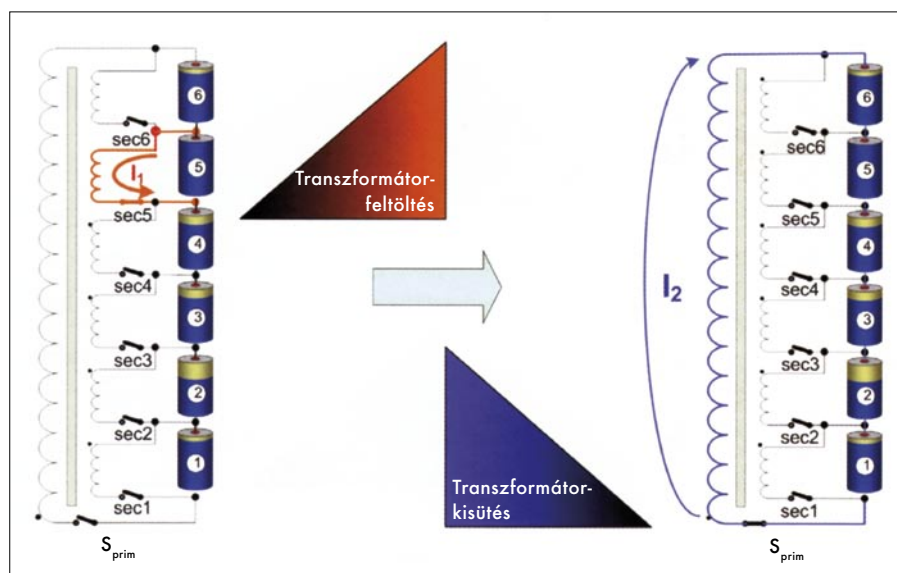 6
sec6
5
I1
sec5
4
sec4
3
sec3
2
sec2
1
sec1
Sprim
Transzformátor-
feltöltés
I2
Transzformátor-
kisütés
6
sec6
5
sec5
4
sec4
3
sec3
2
sec2
1
sec1
Sprim